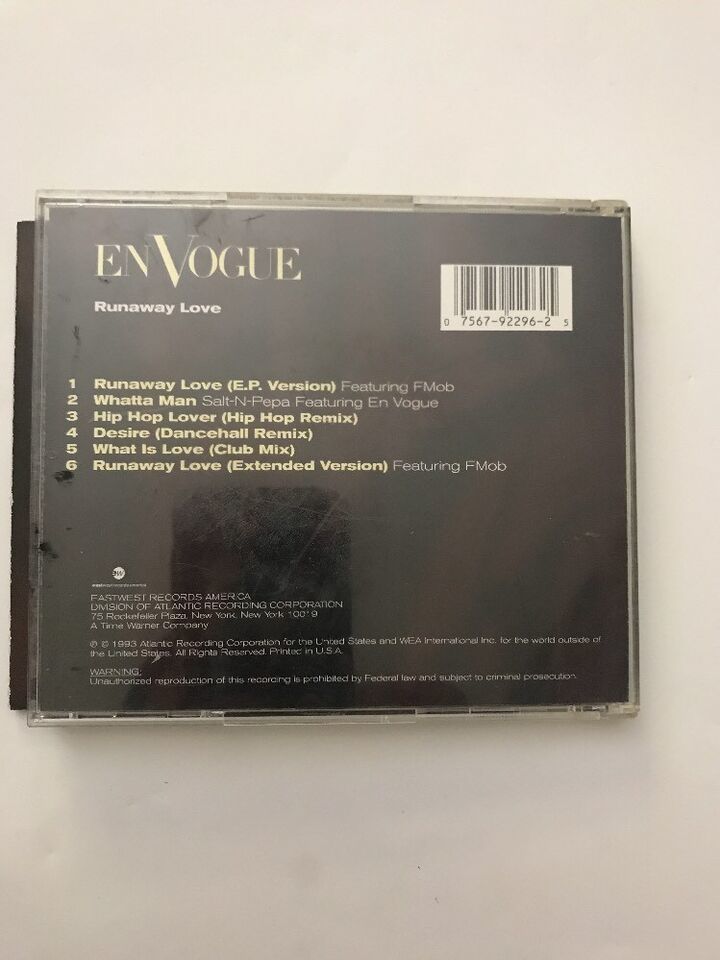 EN VOGUE
Runaway Love
0 7567-92296-2 5
1 Runaway Love (E.P. Version) Featuring FMob
2 Whatta Man Salt-N-Pepa Featuring En Vogue
3 Hip Hop Lover (Hip Hop Remix)
4 Desire (Dancehall Remix)
5 What Is Love (Club Mix)
6 Runaway Love (Extended Version) Featuring FMob
ew
eastwest records america
EASTWEST RECORDS AMERICA
DIVISION OF ATLANTIC RECORDING CORPORATION
75 Rockefeller Plaza, New York, New York 10019
A Time Warner Company
℗ © 1993 Atlantic Recording Corporation for the United States and WEA International Inc. for the world outside of
the United States. All Rights Reserved. Printed in U.S.A.
WARNING:
Unauthorized reproduction of this recording is prohibited by Federal law and subject to criminal prosecution.